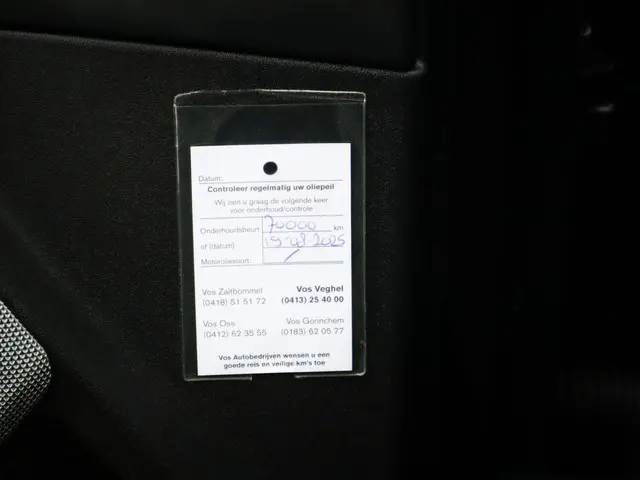 Datum:
Controleer regelmatig uw oliepeil
Wij zien u graag de volgende keer
voor onderhoud/controle
Onderhoudsbeurt 70000 km
of (datum) 19-08-2025
Motoroliesoort: /
Vos Zaltbommel Vos Veghel
(0418) 51 51 72 (0413) 25 40 00
Vos Oss Vos Gorinchem
(0412) 62 35 55 (0183) 62 05 77
Vos Autobedrijven wensen u een
goede reis en veilige km's toe